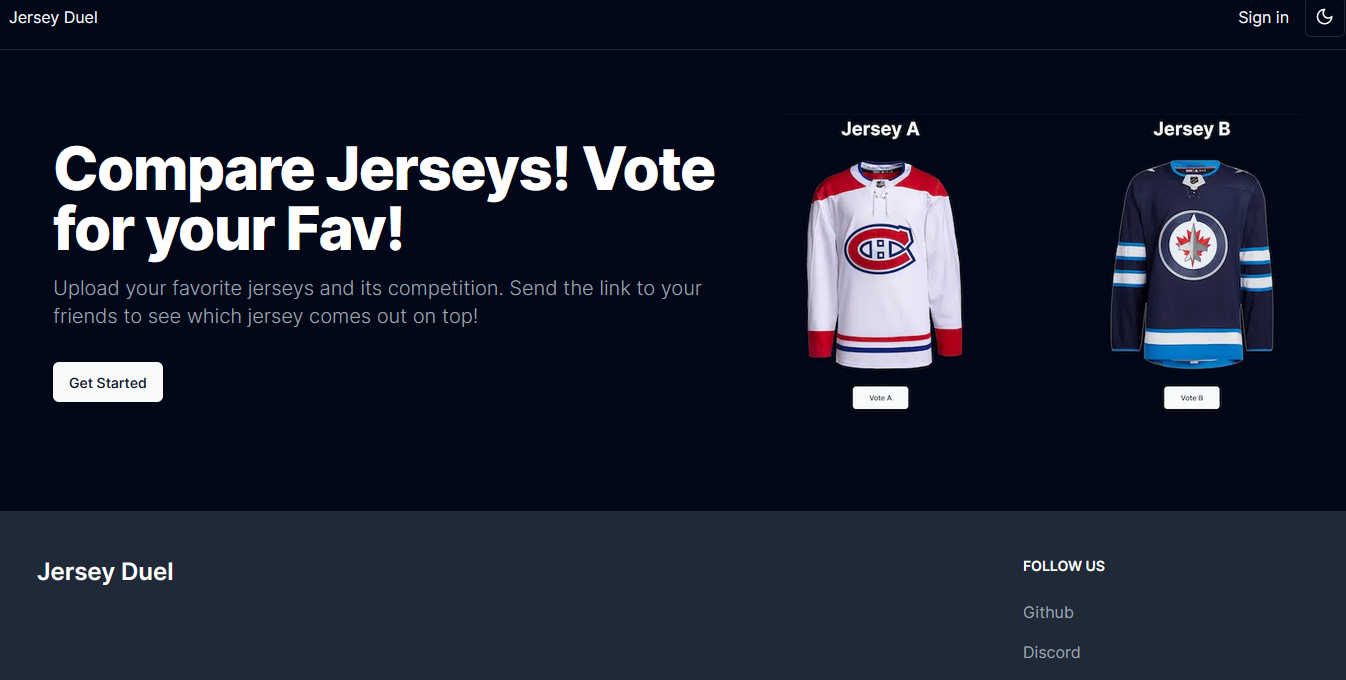 Jersey Duel
Sign in
Compare Jerseys! Vote
for your Fav!
Upload your favorite jerseys and its competition. Send the link to your
friends to see which jersey comes out on top!
Get Started
Jersey A
Jersey B
Vote A
Vote B
Jersey Duel
FOLLOW US
Github
Discord